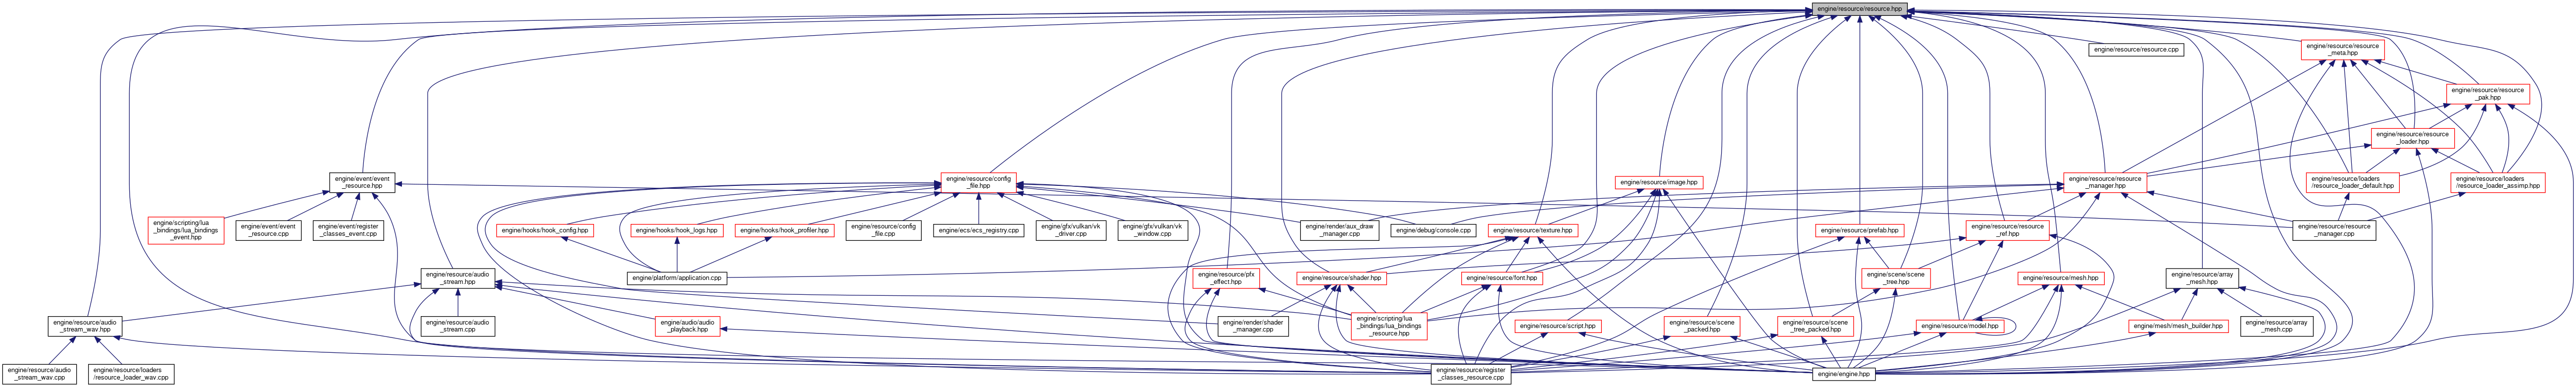 engine/resource/resource.hpp
engine/resource/resource.cpp
engine/resource/resource
_meta.hpp
engine/resource/resource
_pak.hpp
engine/resource/resource
_loader.hpp
engine/event/event
_resource.hpp
engine/resource/config
_file.hpp
engine/resource/image.hpp
engine/resource/resource
_manager.hpp
engine/resource/loaders
/resource_loader_default.hpp
engine/resource/loaders
/resource_loader_assimp.hpp
engine/scripting/lua
_bindings/lua_bindings
_event.hpp
engine/event/event
_resource.cpp
engine/event/register
_classes_event.cpp
engine/hooks/hook_config.hpp
engine/hooks/hook_logs.hpp
engine/hooks/hook_profiler.hpp
engine/resource/config
_file.cpp
engine/ecs/ecs_registry.cpp
engine/gfx/vulkan/vk
_driver.cpp
engine/gfx/vulkan/vk
_window.cpp
engine/render/aux_draw
_manager.cpp
engine/debug/console.cpp
engine/resource/texture.hpp
engine/resource/prefab.hpp
engine/resource/resource
_ref.hpp
engine/resource/resource
_manager.cpp
engine/resource/audio
_stream.hpp
engine/platform/application.cpp
engine/resource/pfx
_effect.hpp
engine/resource/shader.hpp
engine/resource/font.hpp
engine/scene/scene
_tree.hpp
engine/resource/mesh.hpp
engine/resource/array
_mesh.hpp
engine/resource/audio
_stream_wav.hpp
engine/resource/audio
_stream.cpp
engine/audio/audio
_playback.hpp
engine/render/shader
_manager.cpp
engine/scripting/lua
_bindings/lua_bindings
_resource.hpp
engine/resource/script.hpp
engine/resource/scene
_packed.hpp
engine/resource/scene
_tree_packed.hpp
engine/resource/model.hpp
engine/mesh/mesh_builder.hpp
engine/resource/array
_mesh.cpp
engine/resource/audio
_stream_wav.cpp
engine/resource/loaders
/resource_loader_wav.cpp
engine/resource/register
_classes_resource.cpp
engine/engine.hpp